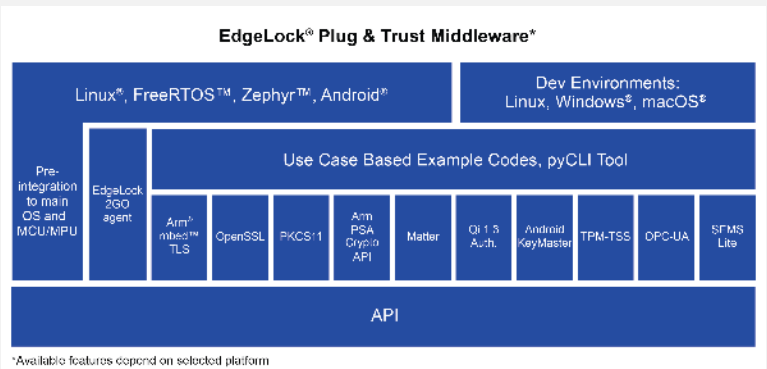 EdgeLock® Plug & Trust Middleware*
Linux®, FreeRTOS™, Zephyr™, Android®
Dev Environments:
Linux, Windows®, macOS®
Pre-
integration
to main
OS and
MCU/MPU
EdgeLock
2GO
agent
Use Case Based Example Codes, pyCLI Tool
Arm®
mbed™
TLS
OpenSSL
PKCS11
Arm
PSA
Crypto
API
Matter
Qi 1.3
Auth.
Android
KeyMaster
TPM-TSS
OPC-UA
SEMS
Lite
API
*Available features depend on selected platform